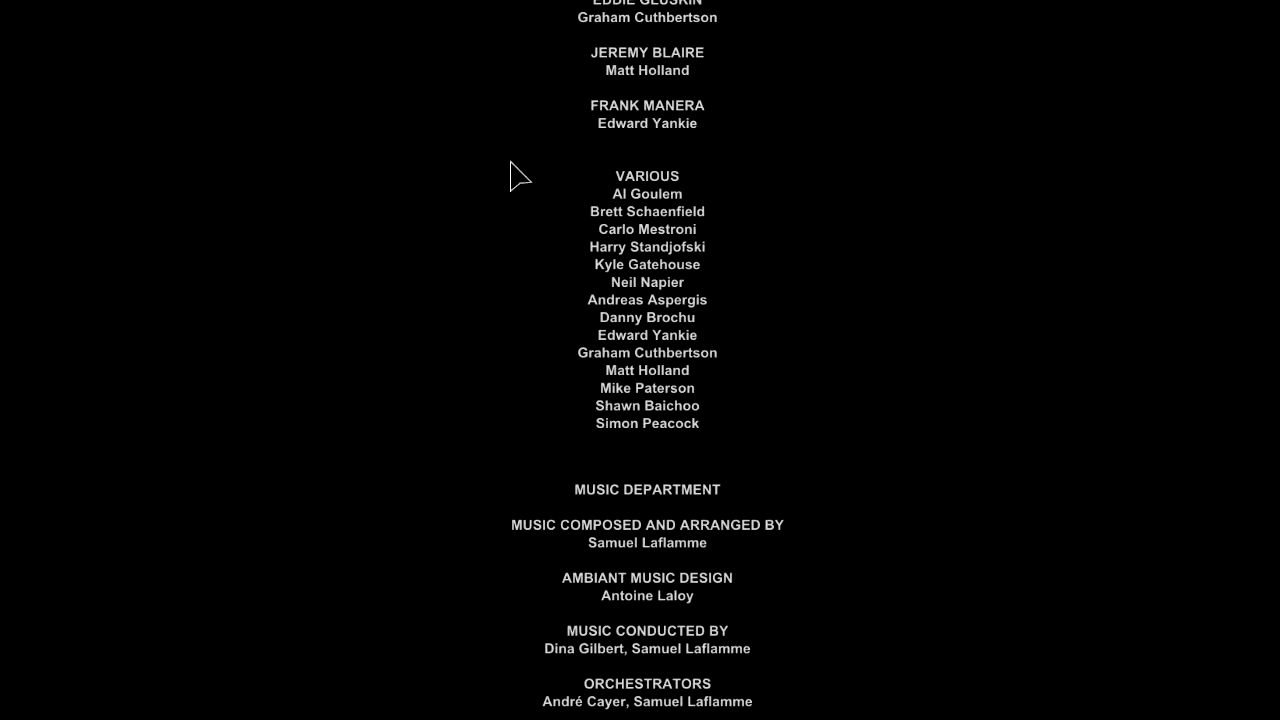 EDDIE GLUSKIN
Graham Cuthbertson
JEREMY BLAIRE
Matt Holland
FRANK MANERA
Edward Yankie
VARIOUS
Al Goulem
Brett Schaenfield
Carlo Mestroni
Harry Standjofski
Kyle Gatehouse
Neil Napier
Andreas Aspergis
Danny Brochu
Edward Yankie
Graham Cuthbertson
Matt Holland
Mike Paterson
Shawn Baichoo
Simon Peacock
MUSIC DEPARTMENT
MUSIC COMPOSED AND ARRANGED BY
Samuel Laflamme
AMBIANT MUSIC DESIGN
Antoine Laloy
MUSIC CONDUCTED BY
Dina Gilbert, Samuel Laflamme
ORCHESTRATORS
André Cayer, Samuel Laflamme